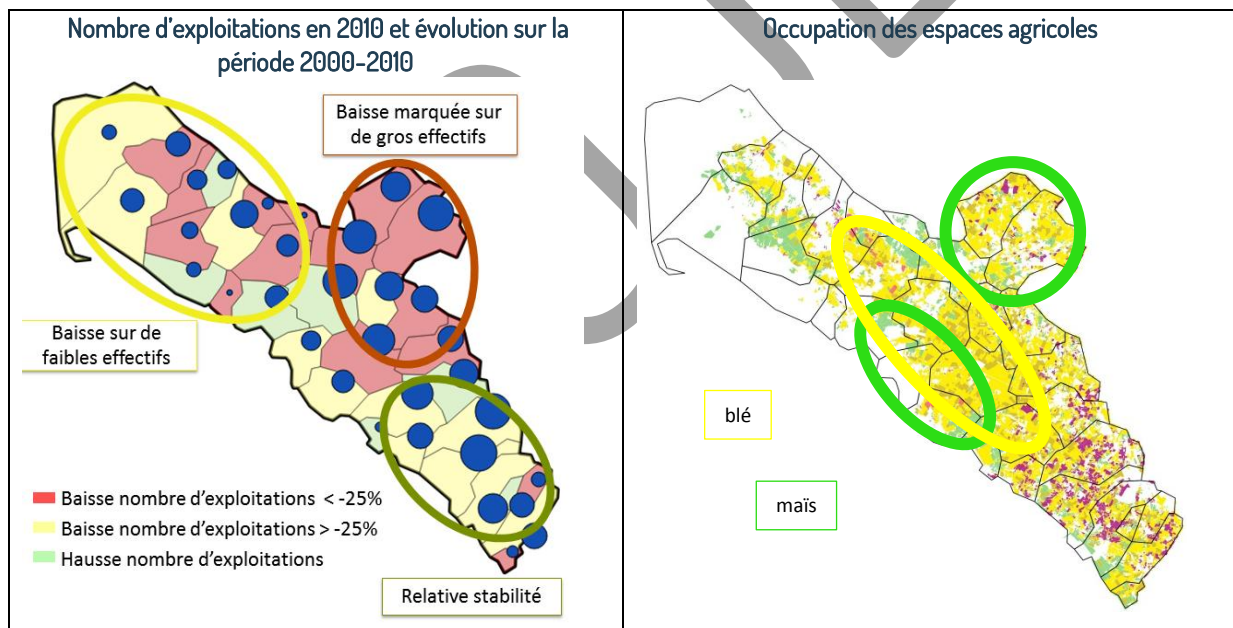 Nombre d'exploitations en 2010 et évolution sur la
période 2000-2010
Baisse marquée sur
de gros effectifs
Baisse sur de
faibles effectifs
Baisse nombre d'exploitations < -25%
Baisse nombre d'exploitations > -25%
Hausse nombre d'exploitations
Relative stabilité
Occupation des espaces agricoles
blé
maïs